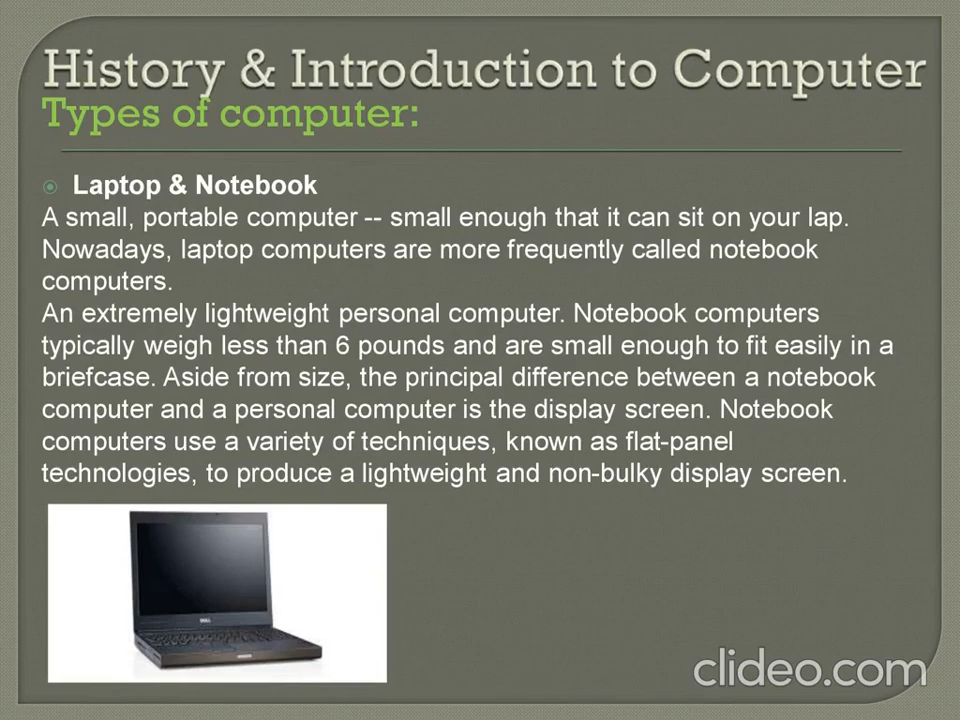 History & Introduction to Computer
Types of computer:
Laptop & Notebook
A small, portable computer -- small enough that it can sit on your lap.
Nowadays, laptop computers are more frequently called notebook
computers.
An extremely lightweight personal computer. Notebook computers
typically weigh less than 6 pounds and are small enough to fit easily in a
briefcase. Aside from size, the principal difference between a notebook
computer and a personal computer is the display screen. Notebook
computers use a variety of techniques, known as flat-panel
technologies, to produce a lightweight and non-bulky display screen.
DELL
clideo.com